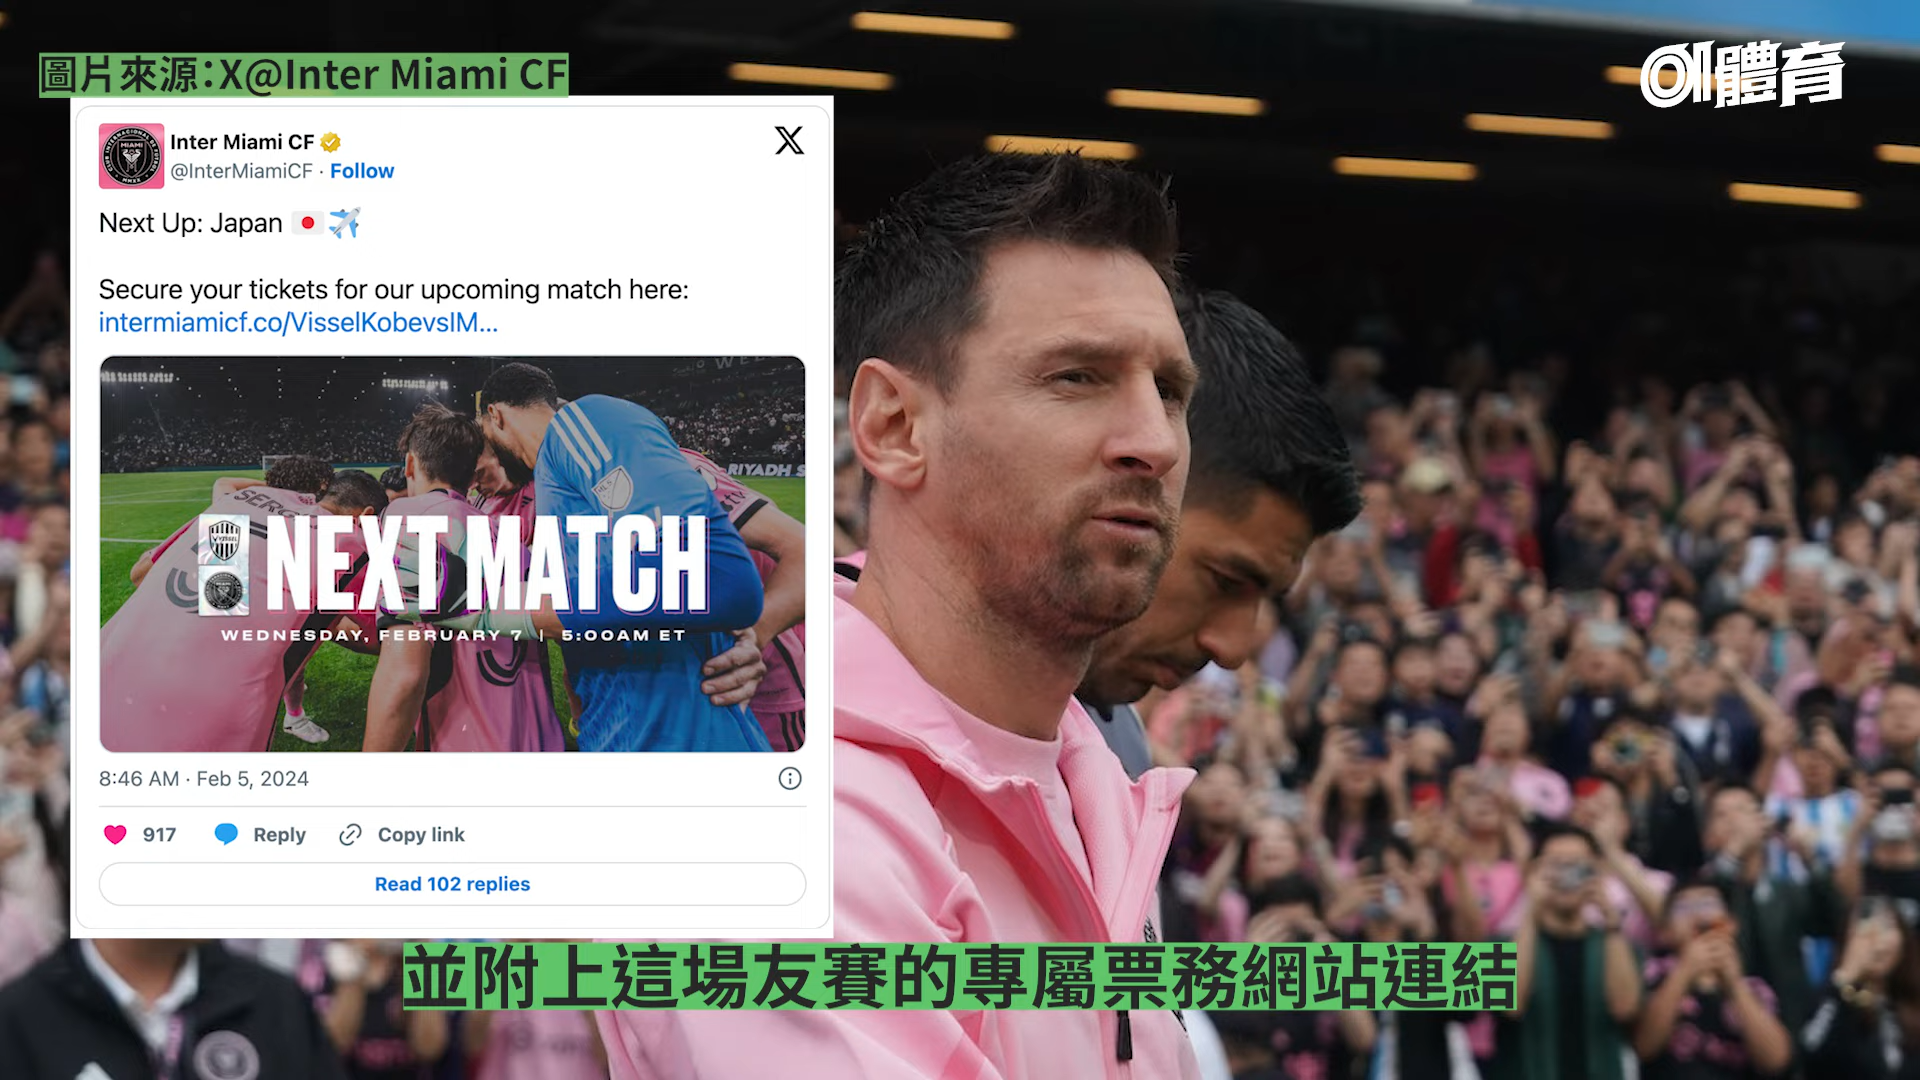 圖片來源：X@Inter Miami CF
01體育
Inter Miami CF
@InterMiamiCF · Follow
Next Up: Japan 🇯🇵✈️
Secure your tickets for our upcoming match here:
intermiamicf.co/VisselKobevsIM...
RIYADH S
SERG
NEXT MATCH
WEDNESDAY, FEBRUARY 7 | 5:00AM ET
8:46 AM · Feb 5, 2024
917 Reply Copy link
Read 102 replies
並附上這場友賽的專屬票務網站連結